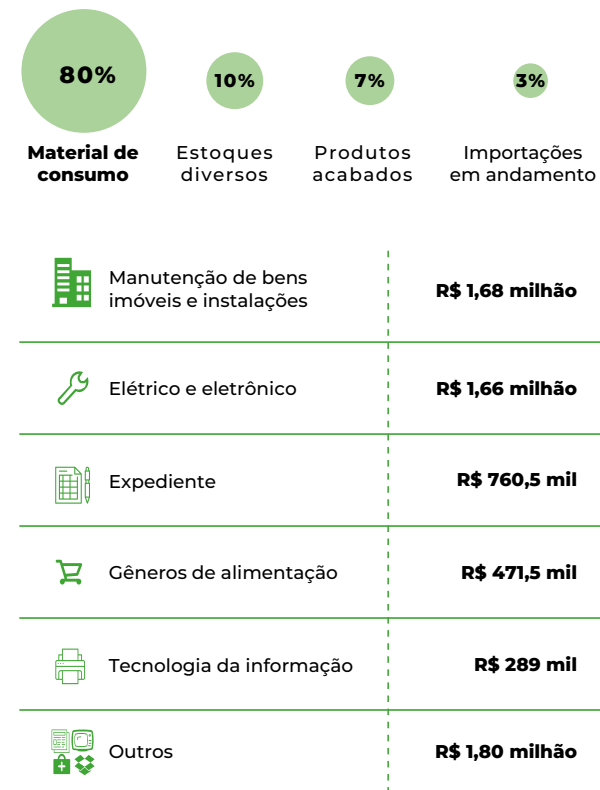 80%
10%
7%
3%
Material de
consumo
Estoques
diversos
Produtos
acabados
Importações
em andamento
Manutenção de bens
imóveis e instalações
R$ 1,68 milhão
Elétrico e eletrônico
R$ 1,66 milhão
Expediente
R$ 760,5 mil
Gêneros de alimentação
R$ 471,5 mil
Tecnologia da informação
R$ 289 mil
Outros
R$ 1,80 milhão